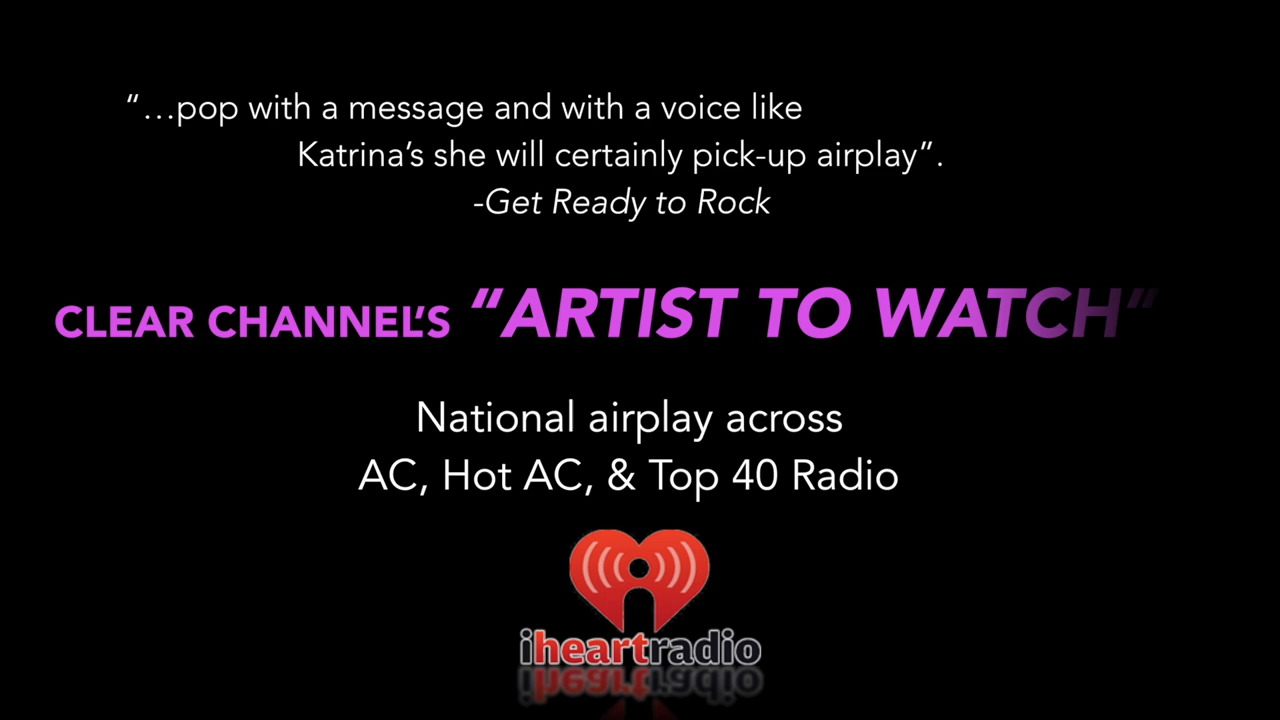 “…pop with a message and with a voice like
Katrina’s she will certainly pick-up airplay”.
-Get Ready to Rock
CLEAR CHANNEL’S “ARTIST TO WATCH”
National airplay across
AC, Hot AC, & Top 40 Radio
iheartradio